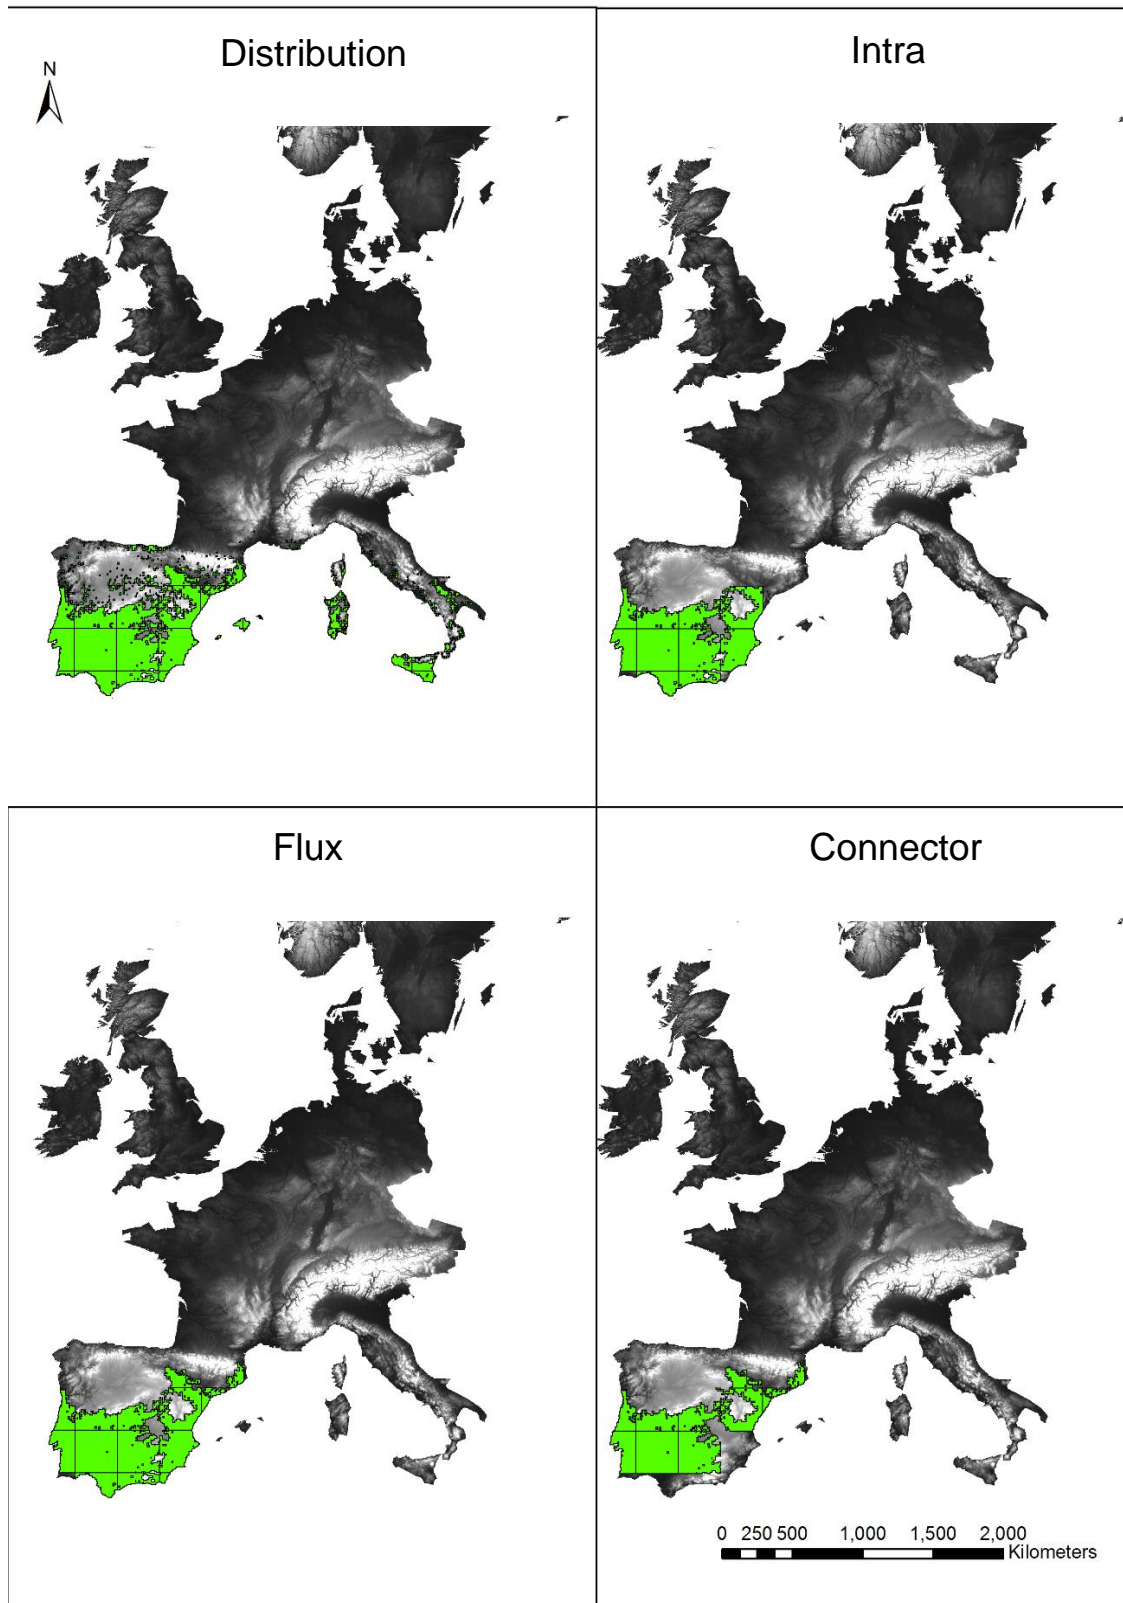 Distribution
Intra
N
Flux
Connector
0 250 500 1,000 1,500 2,000
Kilometers